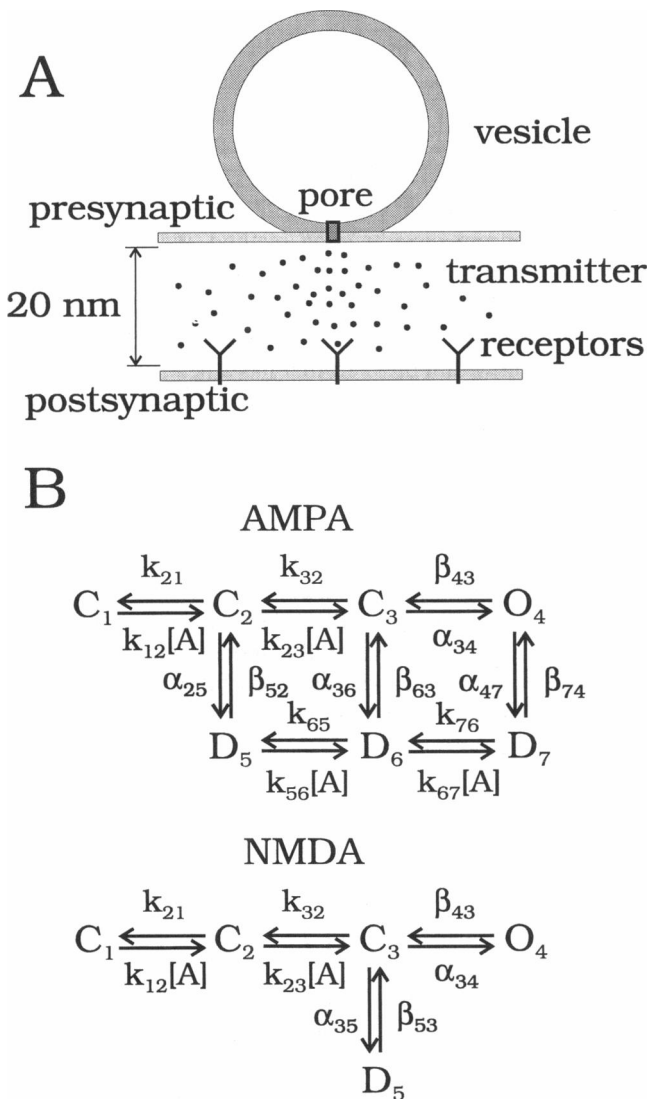 A
vesicle
pore
presynaptic
transmitter
20 nm
receptors
postsynaptic
B
AMPA
k₂₁ k₃₂ β₄₃
C₁ C₂ C₃ O₄
k₁₂[A] k₂₃[A] α₃₄
α₂₅ β₅₂ α₃₆ β₆₃ α₄₇ β₇₄
k₆₅ k₇₆
D₅ D₆ D₇
k₅₆[A] k₆₇[A]
NMDA
k₂₁ k₃₂ β₄₃
C₁ C₂ C₃ O₄
k₁₂[A] k₂₃[A] α₃₄
α₃₅ β₅₃
D₅